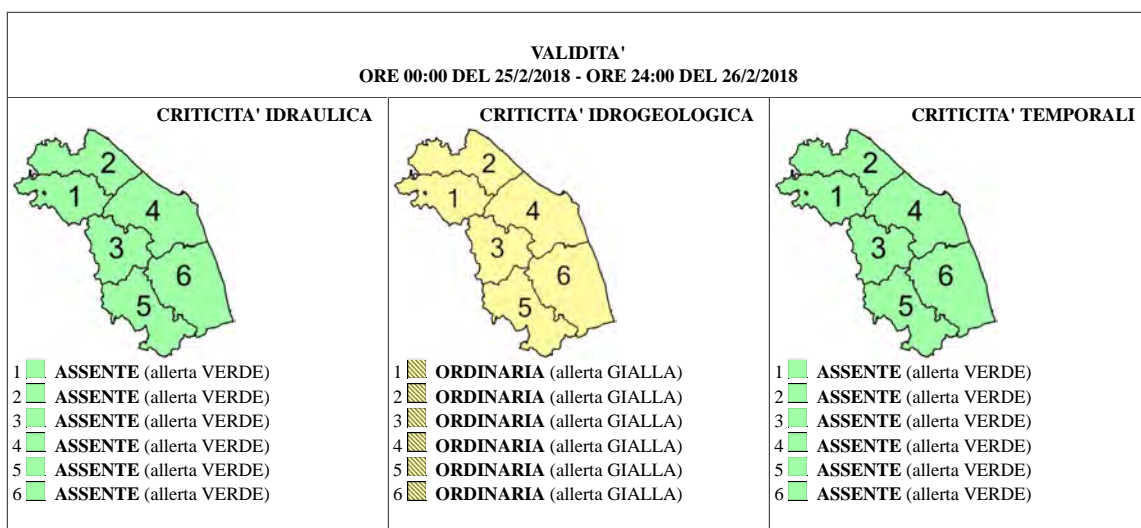 VALIDITA'
ORE 00:00 DEL 25/2/2018 - ORE 24:00 DEL 26/2/2018
CRITICITA' IDRAULICA
2
1
4
3
6
5
1 ASSENTE (allerta VERDE)
2 ASSENTE (allerta VERDE)
3 ASSENTE (allerta VERDE)
4 ASSENTE (allerta VERDE)
5 ASSENTE (allerta VERDE)
6 ASSENTE (allerta VERDE)
CRITICITA' IDROGEOLOGICA
2
1
4
3
6
5
1 ORDINARIA (allerta GIALLA)
2 ORDINARIA (allerta GIALLA)
3 ORDINARIA (allerta GIALLA)
4 ORDINARIA (allerta GIALLA)
5 ORDINARIA (allerta GIALLA)
6 ORDINARIA (allerta GIALLA)
CRITICITA' TEMPORALI
2
1
4
3
6
5
1 ASSENTE (allerta VERDE)
2 ASSENTE (allerta VERDE)
3 ASSENTE (allerta VERDE)
4 ASSENTE (allerta VERDE)
5 ASSENTE (allerta VERDE)
6 ASSENTE (allerta VERDE)